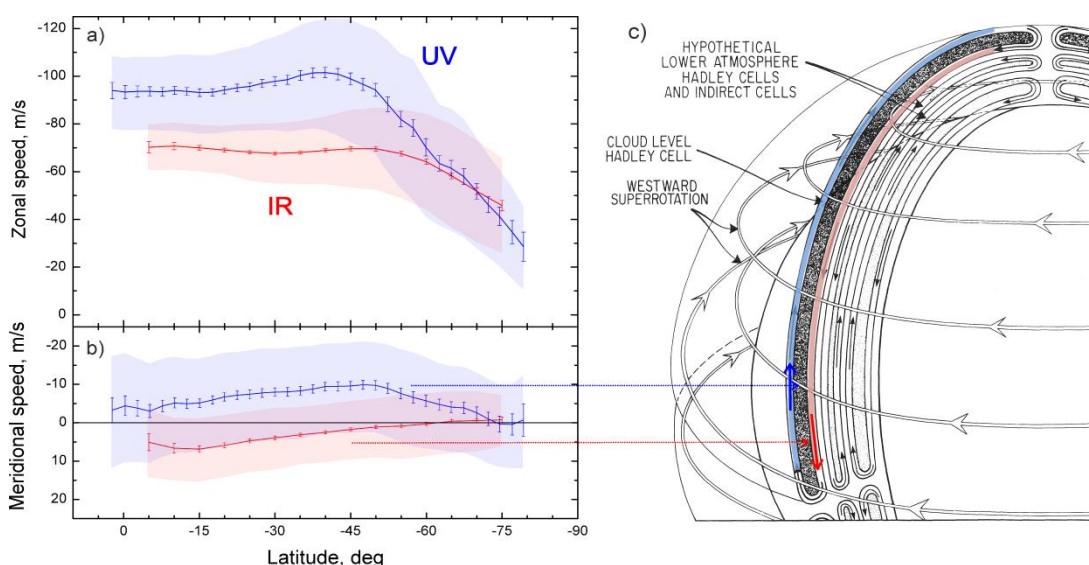 a)
UV
IR
Zonal speed, m/s
-120
-100
-80
-60
-40
-20
0
b)
Meridional speed, m/s
-20
-10
0
10
20
0
-15
-30
-45
-60
-75
-90
Latitude, deg
c)
HYPOTHETICAL
LOWER ATMOSPHERE
HADLEY CELLS
AND INDIRECT CELLS
CLOUD LEVEL
HADLEY CELL
WESTWARD
SUPERROTATION